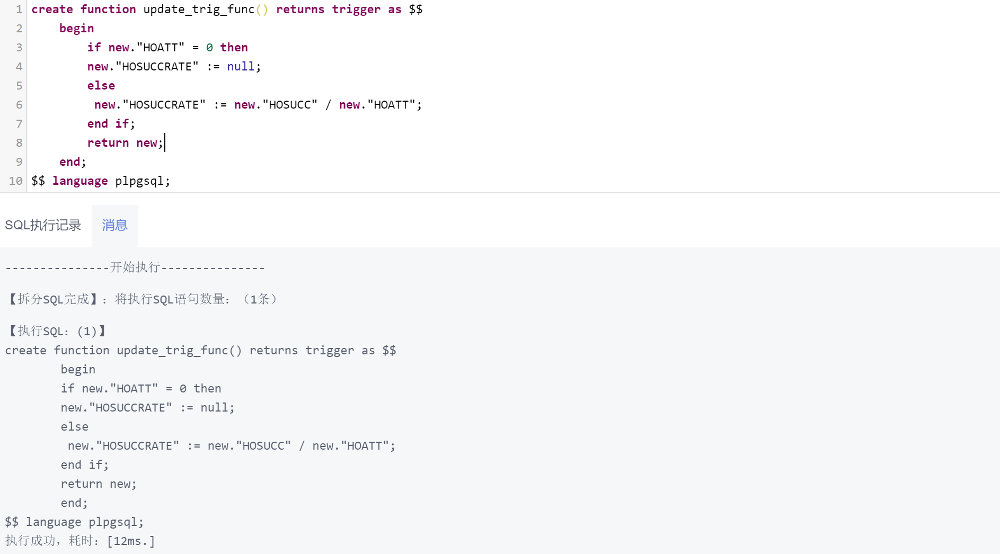 1 create function update_trig_func() returns trigger as $$
2     begin
3         if new."HOATT" = 0 then
4         new."HOSUCCRATE" := null;
5         else
6          new."HOSUCCRATE" := new."HOSUCC" / new."HOATT";
7         end if;
8         return new;
9     end;
10 $$ language plpgsql;
SQL执行记录 消息
---------------开始执行---------------
【拆分SQL完成】：将执行SQL语句数量：（1条）
【执行SQL：(1)】
create function update_trig_func() returns trigger as $$
        begin
        if new."HOATT" = 0 then
        new."HOSUCCRATE" := null;
        else
         new."HOSUCCRATE" := new."HOSUCC" / new."HOATT";
        end if;
        return new;
        end;
$$ language plpgsql;
执行成功，耗时：[12ms.]